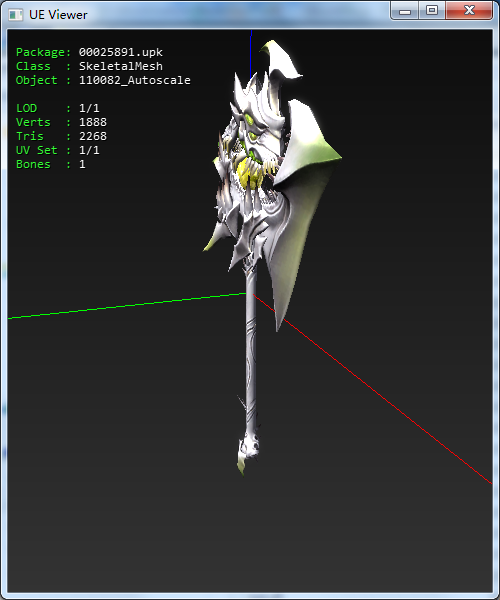 UE Viewer
Package: 00025891.upk
Class : SkeletalMesh
Object : 110082_Autoscale
LOD : 1/1
Verts : 1888
Tris : 2268
UV Set : 1/1
Bones : 1